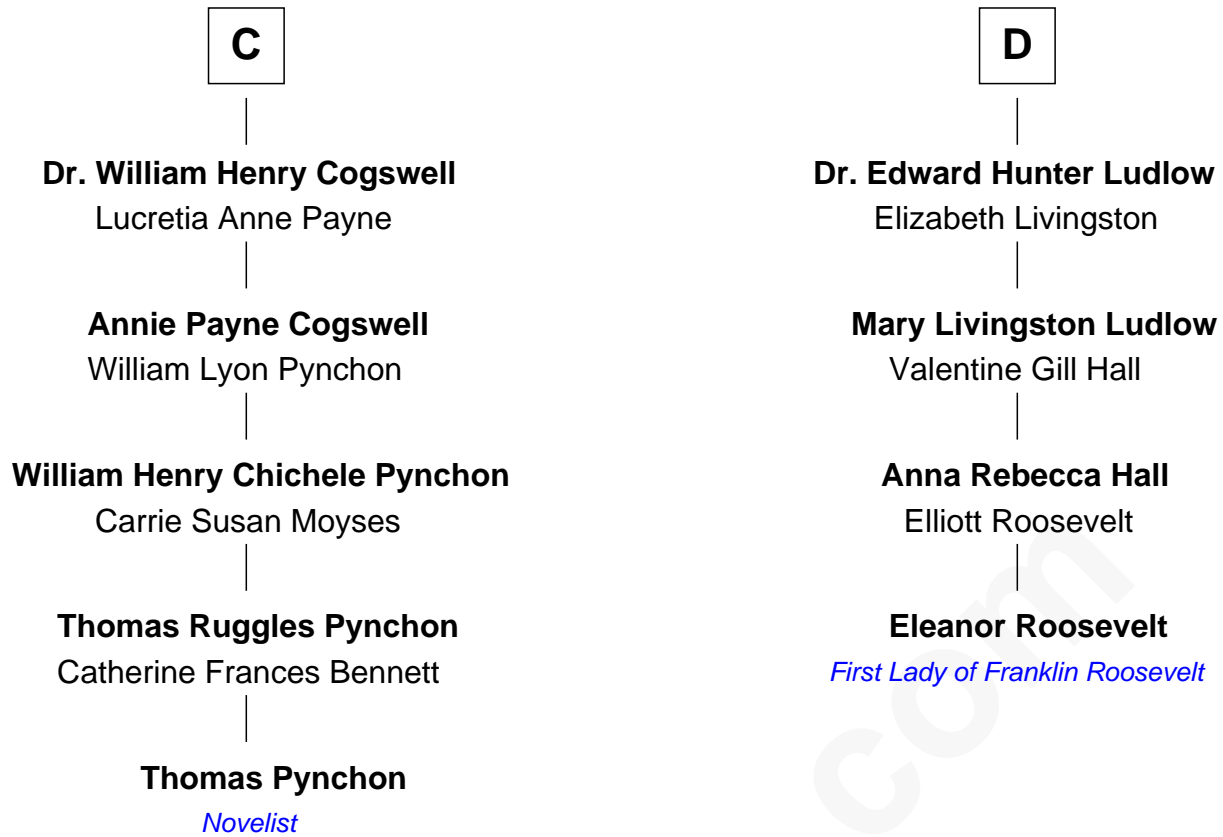 C
Dr. William Henry Cogswell
Lucretia Anne Payne
Annie Payne Cogswell
William Lyon Pynchon
William Henry Chichele Pynchon
Carrie Susan Moyses
Thomas Ruggles Pynchon
Catherine Frances Bennett
Thomas Pynchon
Novelist
D
Dr. Edward Hunter Ludlow
Elizabeth Livingston
Mary Livingston Ludlow
Valentine Gill Hall
Anna Rebecca Hall
Elliott Roosevelt
Eleanor Roosevelt
First Lady of Franklin Roosevelt
com